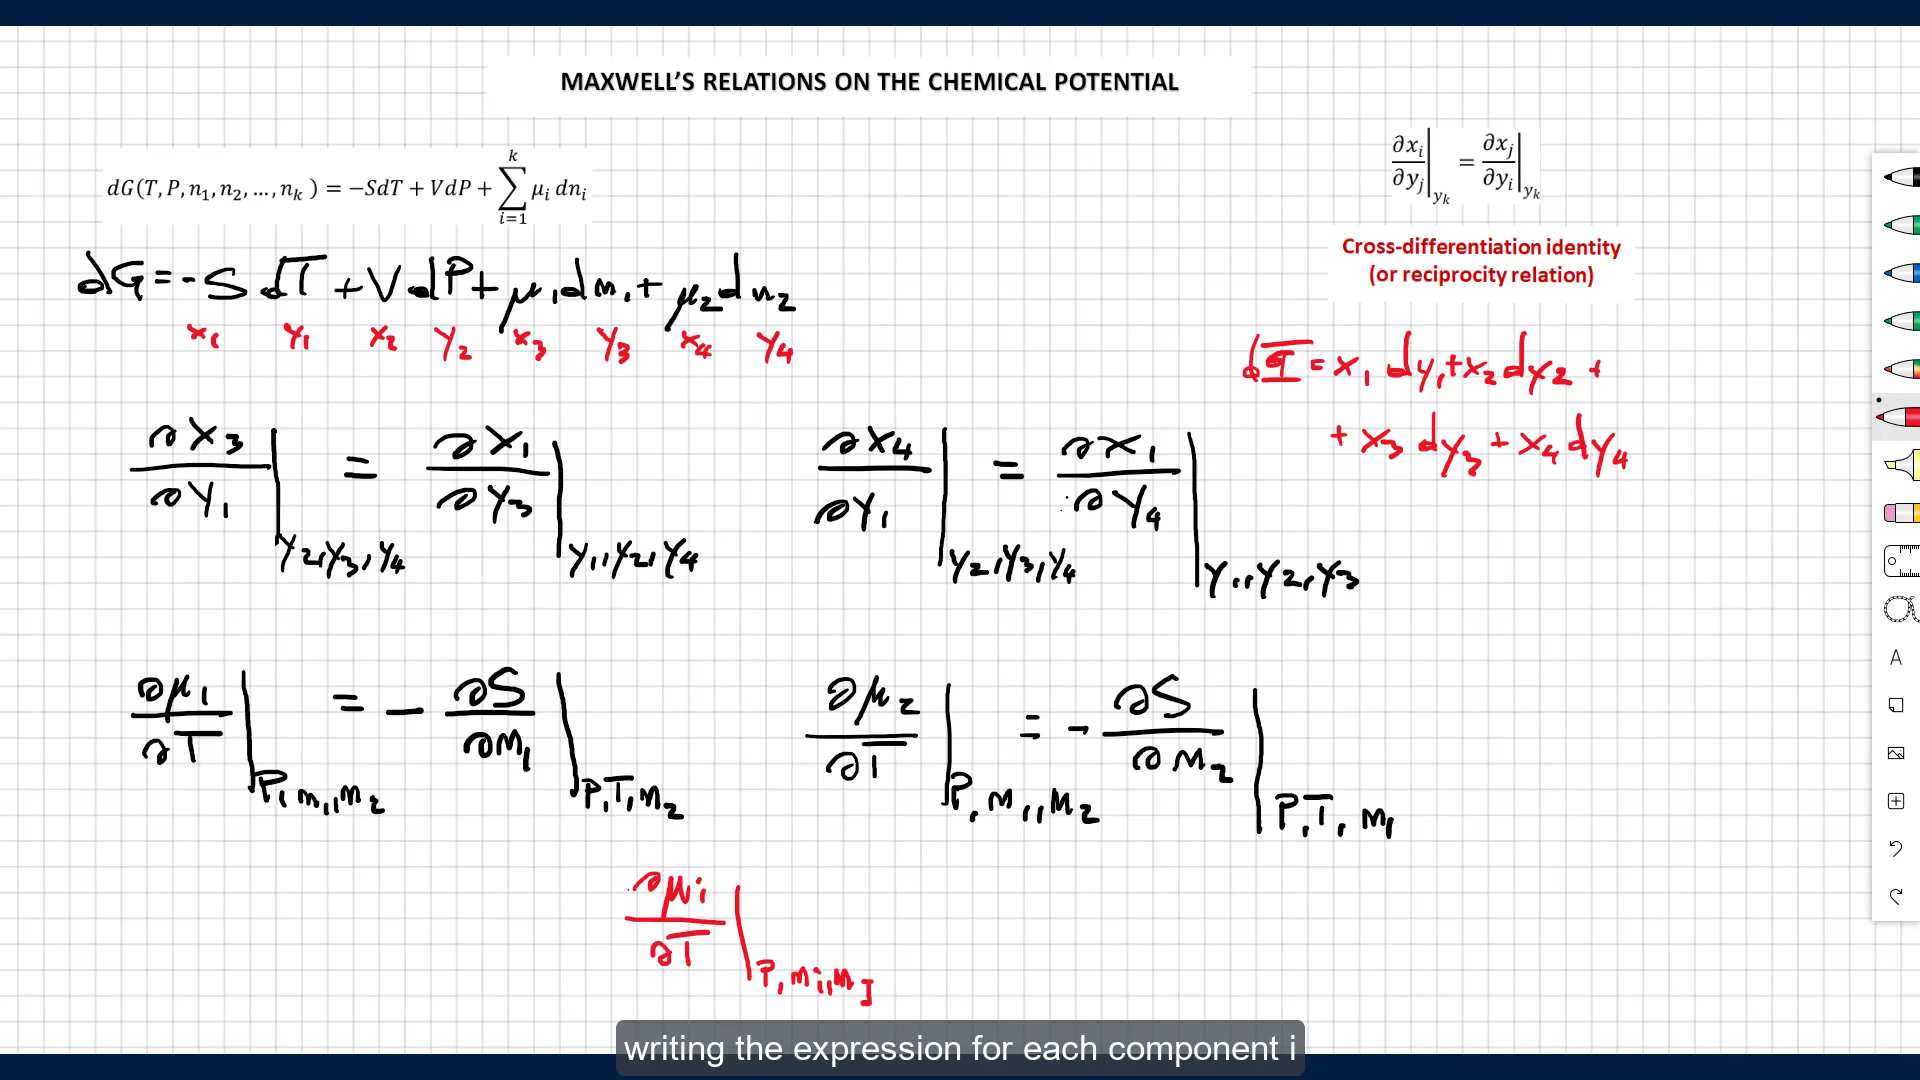 MAXWELL’S RELATIONS ON THE CHEMICAL POTENTIAL
dG(T, P, n₁, n₂, …, nₖ ) = −SdT + VdP + ∑ᵢ₌₁ᵏ μᵢ dnᵢ
∂xᵢ/∂yⱼ |yₖ = ∂xⱼ/∂yᵢ |yₖ
Cross-differentiation identity
(or reciprocity relation)
dG = -S dT + V dP + μ₁ dn₁ + μ₂ dn₂
x₁ y₁ x₂ y₂ x₃ y₃ x₄ y₄
dΦ = x₁ dy₁ + x₂ dy₂ +
+ x₃ dy₃ + x₄ dy₄
∂x₃/∂y₁ |y₂, y₃, y₄ = ∂x₁/∂y₃ |y₁, y₂, y₄
∂x₄/∂y₁ |y₂, y₃, y₄ = ∂x₁/∂y₄ |y₁, y₂, y₃
∂μ₁/∂T |P, n₁, n₂ = - ∂S/∂n₁ |P, T, n₂
∂μ₂/∂T |P, n₁, n₂ = - ∂S/∂n₂ |P, T, n₁
∂μi/∂T |P, ni, nJ
writing the expression for each component i
A